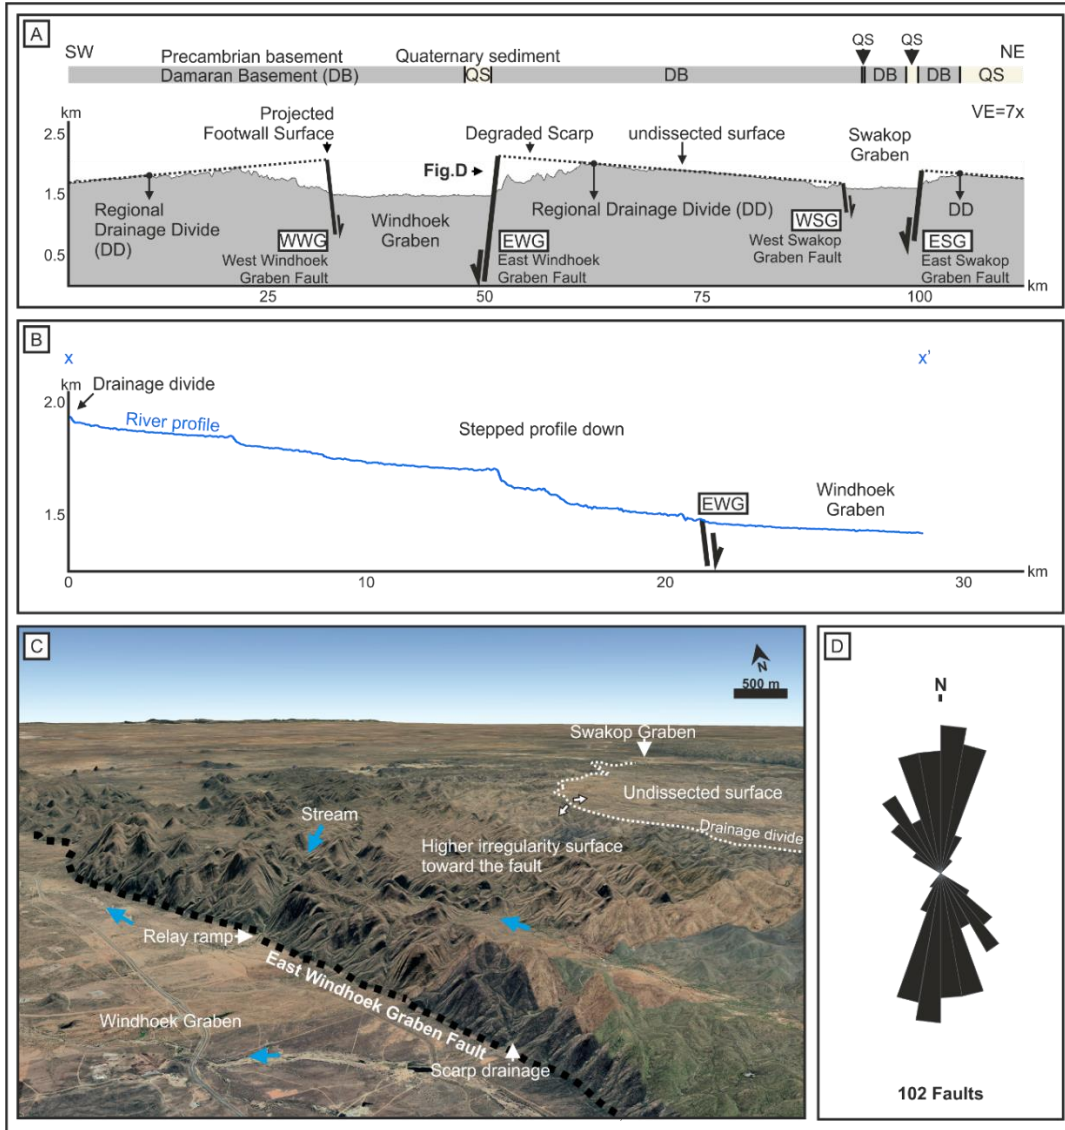 A
SW
Precambrian basement
Quaternary sediment
QS
QS
NE
Damaran Basement (DB)
QS
DB
DB
DB
QS
km
VE=7x
2.5
1.5
0.5
Projected
Footwall Surface
Degraded Scarp
undissected surface
Swakop
Graben
Fig.D
Regional
Drainage Divide
(DD)
WWG
West Windhoek
Graben Fault
Windhoek
Graben
EWG
East Windhoek
Graben Fault
Regional Drainage Divide (DD)
WSG
West Swakop
Graben Fault
DD
ESG
East Swakop
Graben Fault
25
50
75
100
km
B
x
x'
km
Drainage divide
2.0
River profile
Stepped profile down
1.5
EWG
Windhoek
Graben
0
10
20
30
km
C
N
500 m
Swakop Graben
Undissected surface
Stream
Drainage divide
Higher irregularity surface
toward the fault
Relay ramp
East Windhoek Graben Fault
Windhoek Graben
Scarp drainage
D
N
102 Faults